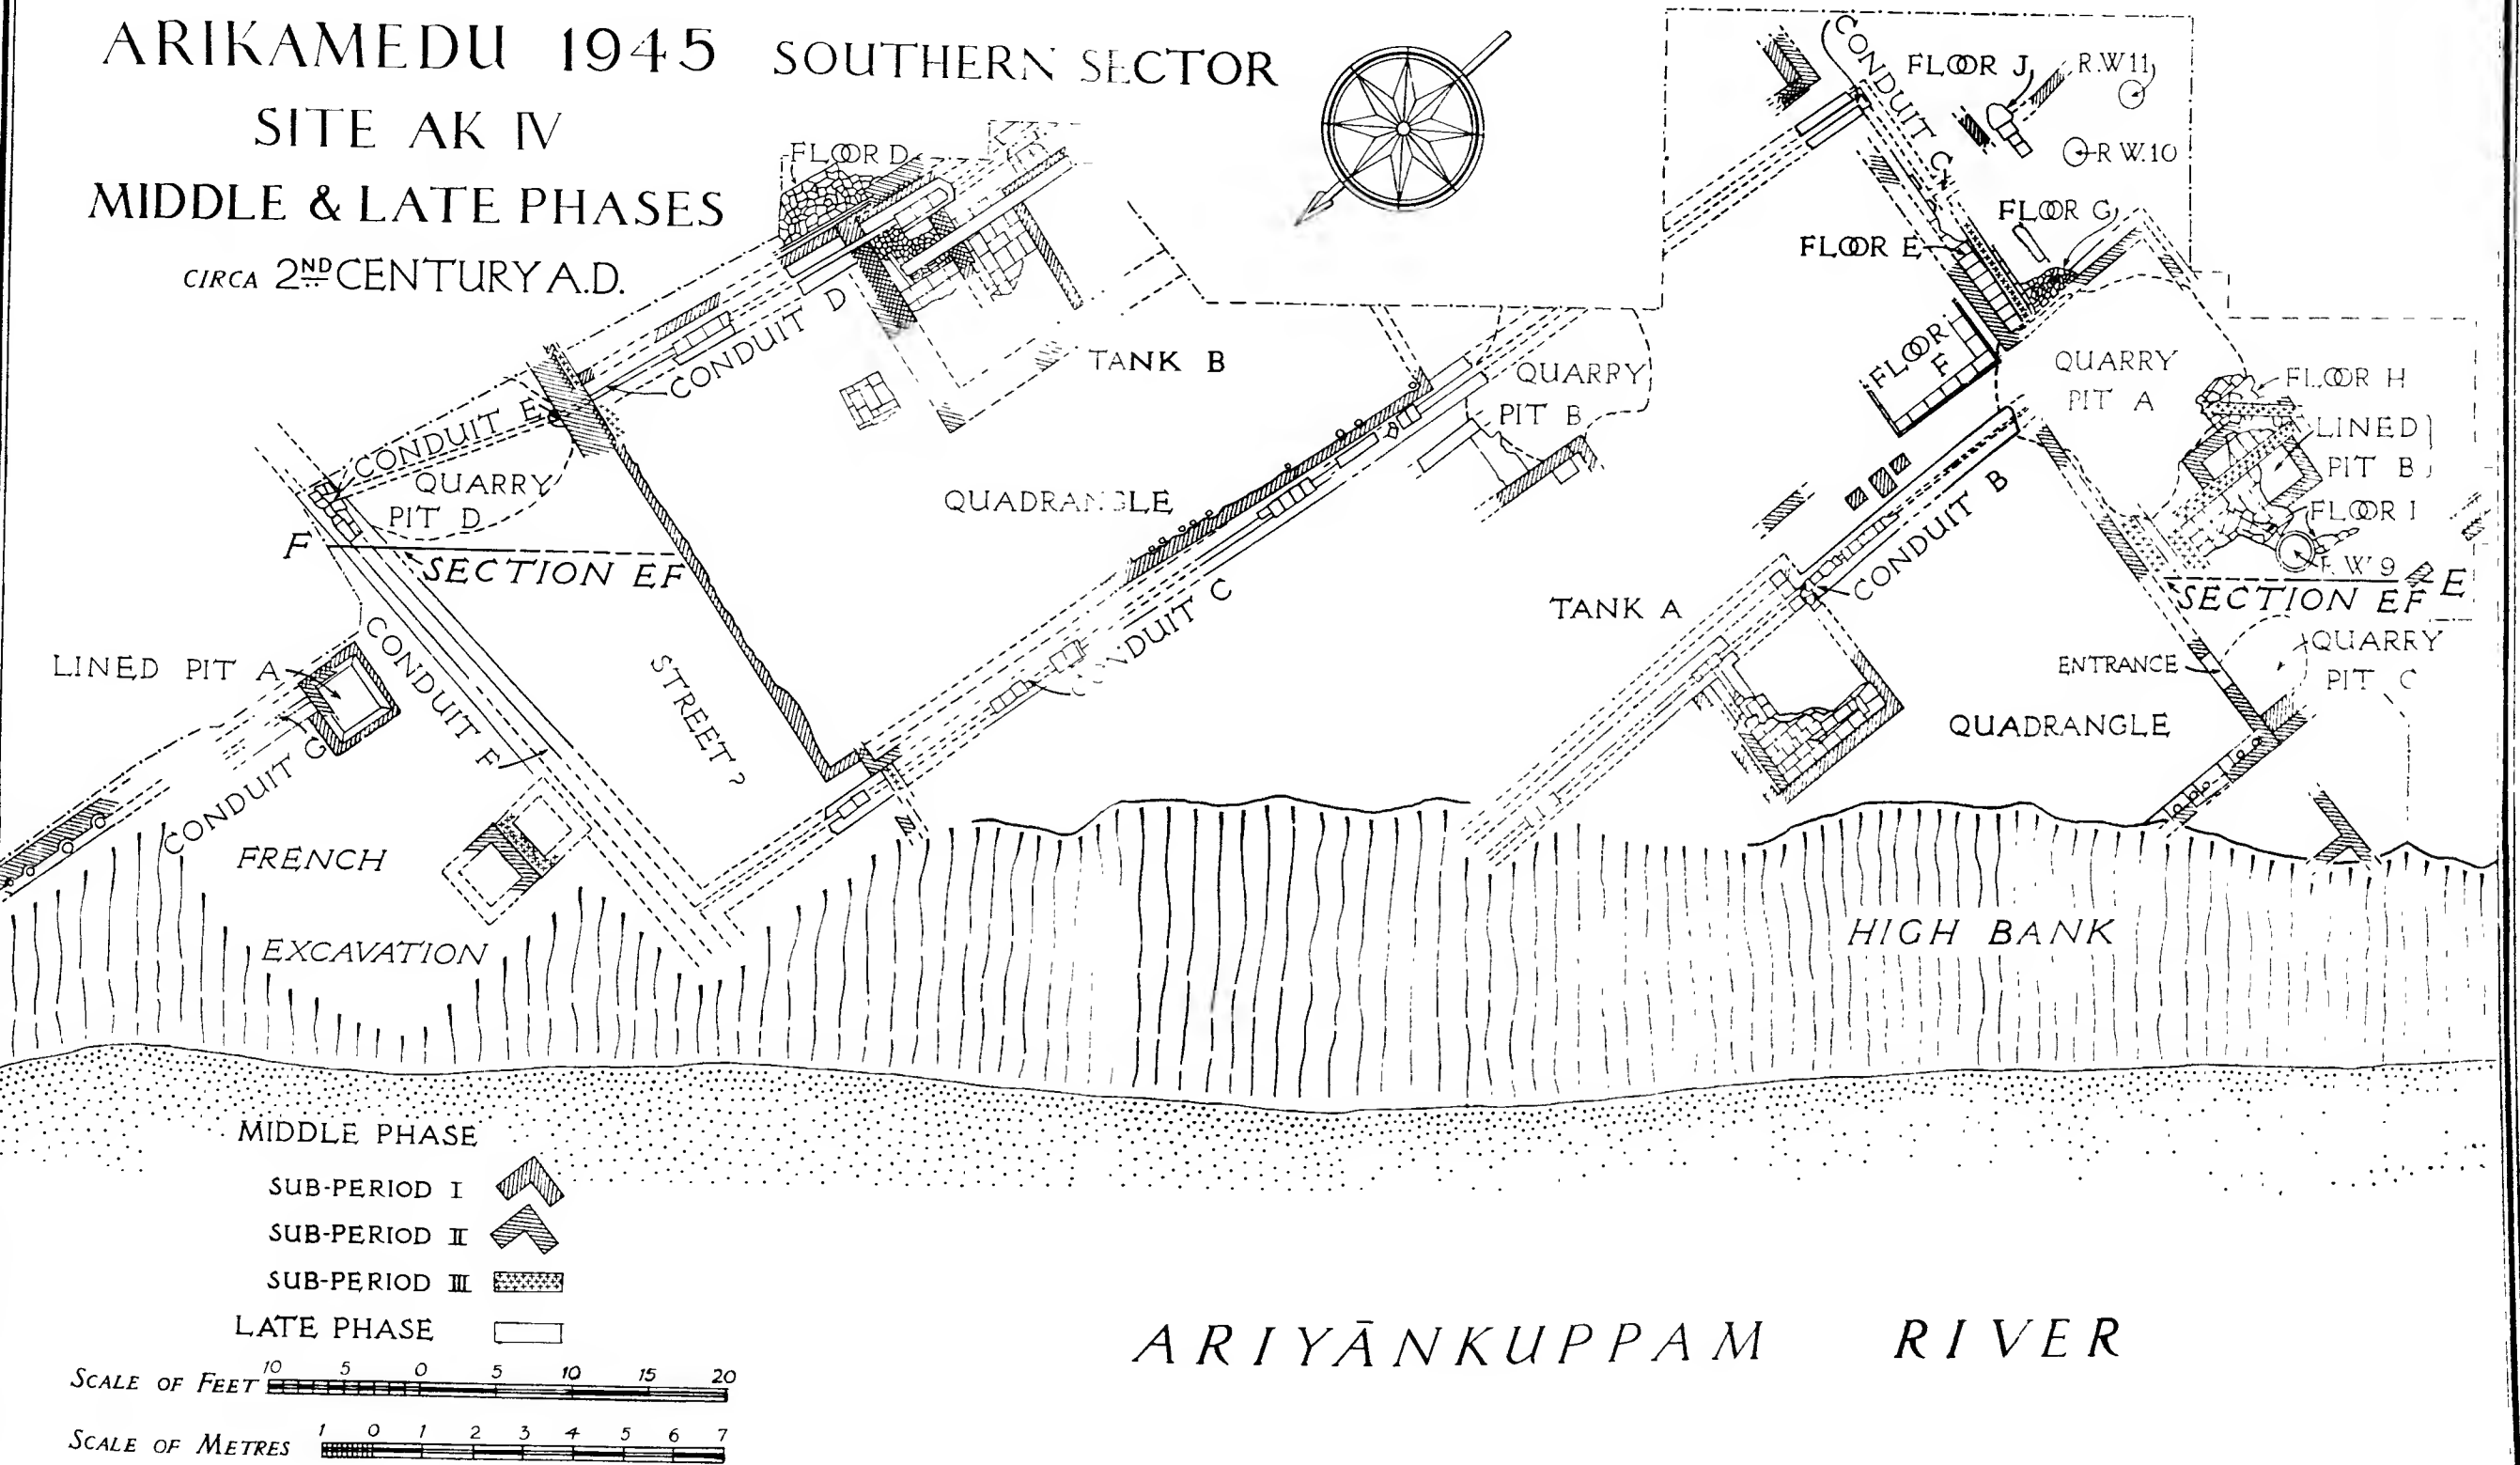 ARIKAMEDU 1945 SOUTHERN SECTOR
SITE AK IV
MIDDLE & LATE PHASES
CIRCA 2ND CENTURY A.D.
FLOOR D
CONDUIT D
TANK B
CONDUIT E
QUARRY
PIT D
F
SECTION EF
QUADRANGLE
QUARRY
PIT B
CONDUIT C
FLOOR J
R.W 11
R W.10
CONDUIT C
FLOOR G
FLOOR E
FLOOR
F
QUARRY
PIT A
FLOOR H
LINED
PIT B
FLOOR I
R W 9
E
SECTION EF
QUARRY
PIT C
CONDUIT B
TANK A
ENTRANCE
QUADRANGLE
LINED PIT A
CONDUIT F
STREET?
CONDUIT G
FRENCH
EXCAVATION
HIGH BANK
MIDDLE PHASE
SUB-PERIOD I
SUB-PERIOD II
SUB-PERIOD III
LATE PHASE
SCALE OF FEET 10 5 0 5 10 15 20
SCALE OF METRES 1 0 1 2 3 4 5 6 7
ARIYĀNKUPPAM RIVER